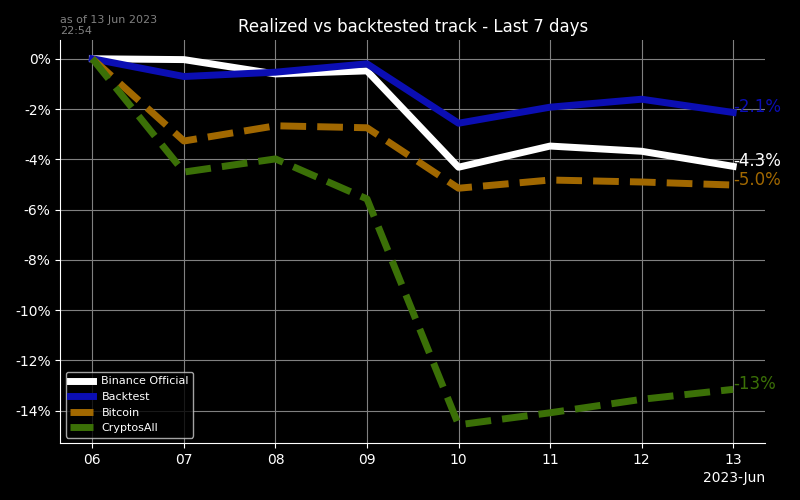 as of 13 Jun 2023
22:54
Realized vs backtested track - Last 7 days
0%
-2%
-4%
-6%
-8%
-10%
-12%
-14%
-2.1%
-4.3%
-5.0%
-13%
Binance Official
Backtest
Bitcoin
CryptosAll
06 07 08 09 10 11 12 13
2023-Jun